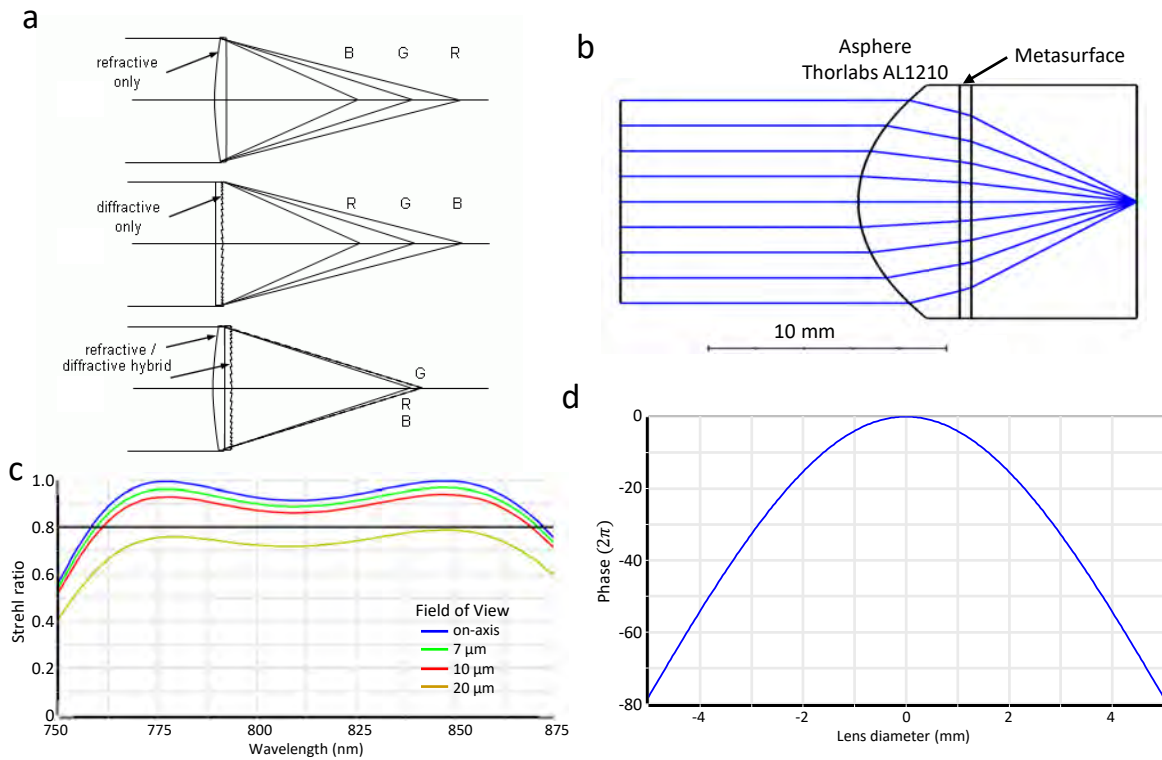 a
refractive
only
B G R
diffractive
only
R G B
refractive /
diffractive hybrid
G
R
B
b
Asphere
Thorlabs AL1210
Metasurface
10 mm
c
1.0
0.8
0.6
0.4
0.2
0
Strehl ratio
Field of View
on-axis
7 µm
10 µm
20 µm
750 775 800 825 850 875
Wavelength (nm)
d
0
-20
-40
-60
-80
Phase (2π)
-4 -2 0 2 4
Lens diameter (mm)